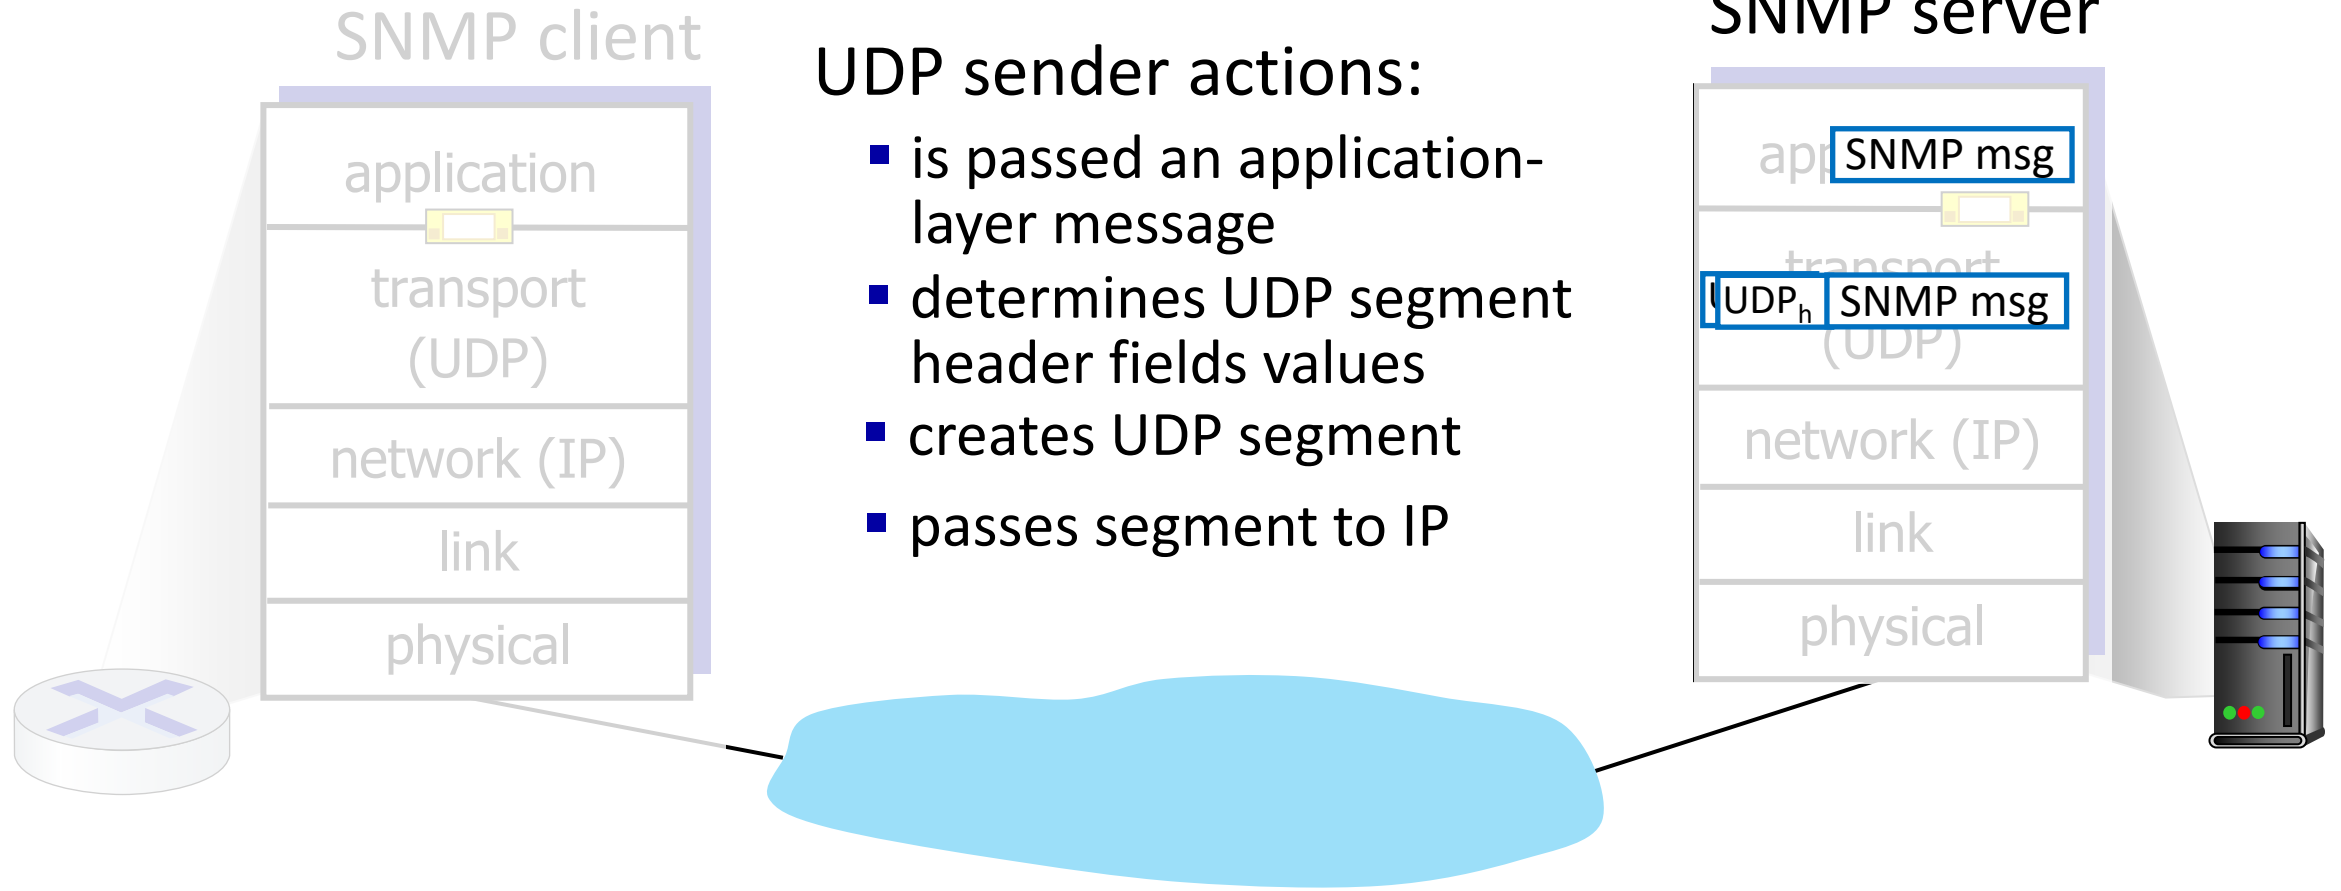 SNMP client
application
transport
(UDP)
network (IP)
link
physical
UDP sender actions:
is passed an application-
layer message
determines UDP segment
header fields values
creates UDP segment
passes segment to IP
SNMP server
SNMP msg
transport
UDPh SNMP msg
(UDP)
network (IP)
link
physical